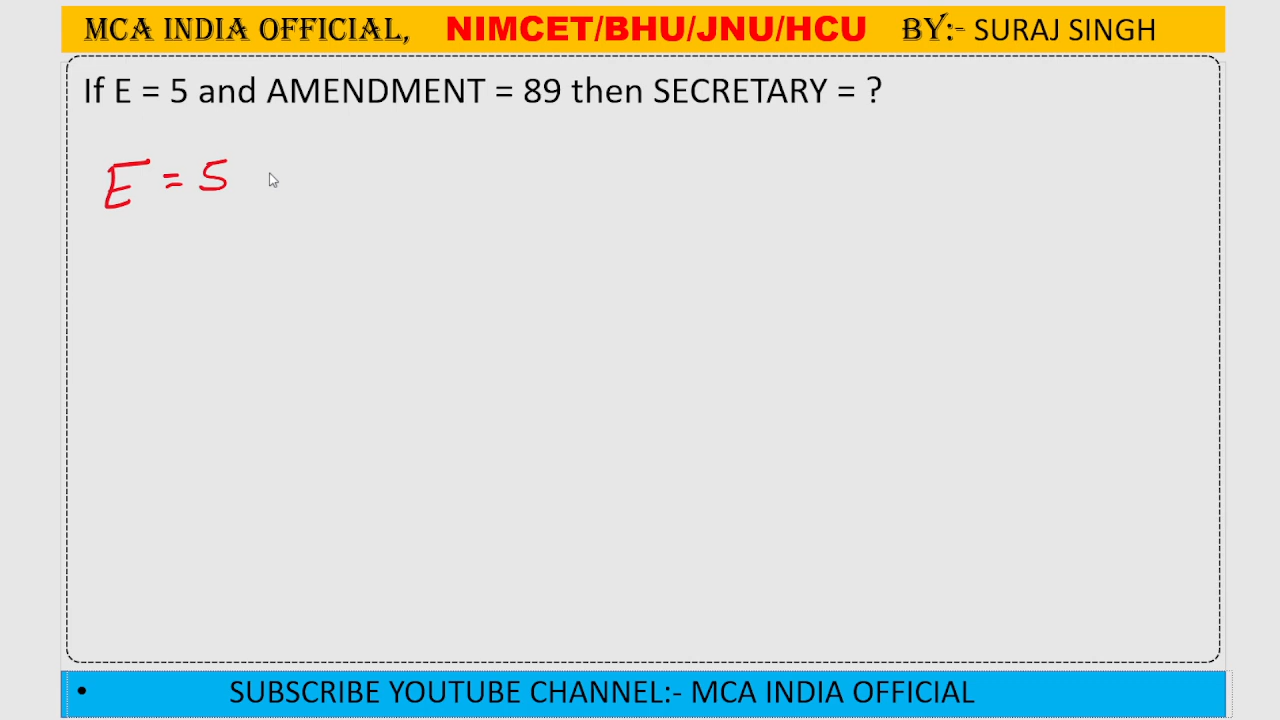 MCA INDIA OFFICIAL, NIMCET/BHU/JNU/HCU BY:- SURAJ SINGH
If E = 5 and AMENDMENT = 89 then SECRETARY = ?
E = 5
• SUBSCRIBE YOUTUBE CHANNEL:- MCA INDIA OFFICIAL